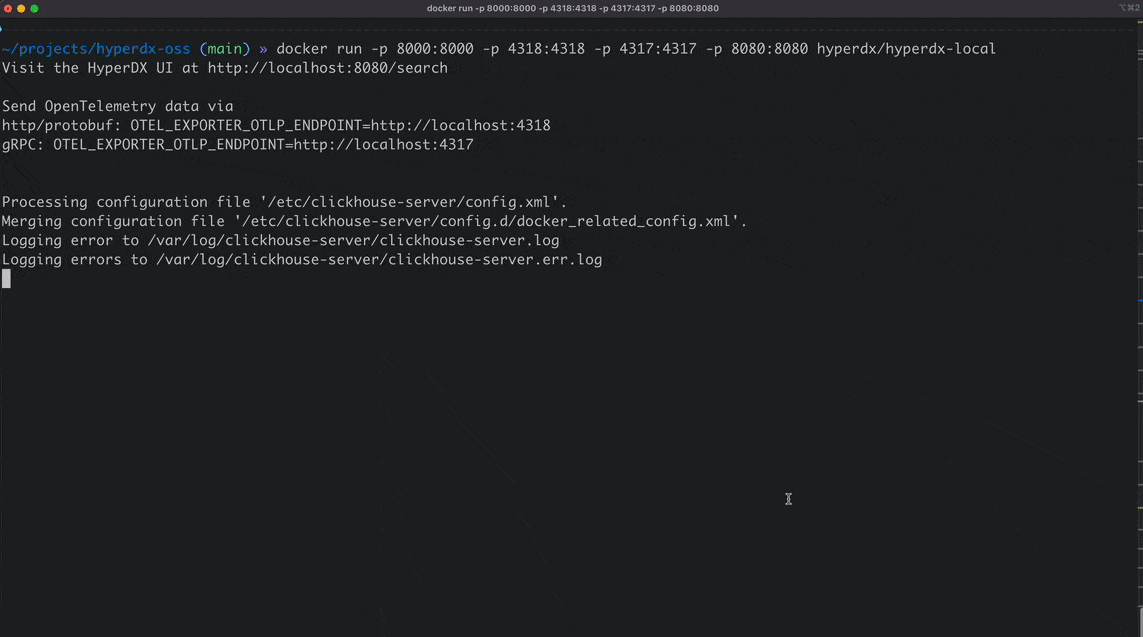 docker run -p 8000:8000 -p 4318:4318 -p 4317:4317 -p 8080:8080
⌥⌘2
~/projects/hyperdx-oss (main) » docker run -p 8000:8000 -p 4318:4318 -p 4317:4317 -p 8080:8080 hyperdx/hyperdx-local
Visit the HyperDX UI at http://localhost:8080/search
Send OpenTelemetry data via
http/protobuf: OTEL_EXPORTER_OTLP_ENDPOINT=http://localhost:4318
gRPC: OTEL_EXPORTER_OTLP_ENDPOINT=http://localhost:4317
Processing configuration file '/etc/clickhouse-server/config.xml'.
Merging configuration file '/etc/clickhouse-server/config.d/docker_related_config.xml'.
Logging error to /var/log/clickhouse-server/clickhouse-server.log
Logging errors to /var/log/clickhouse-server/clickhouse-server.err.log